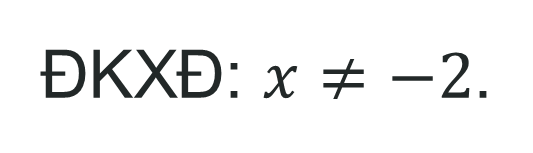 ĐKXĐ: x ≠ −2.